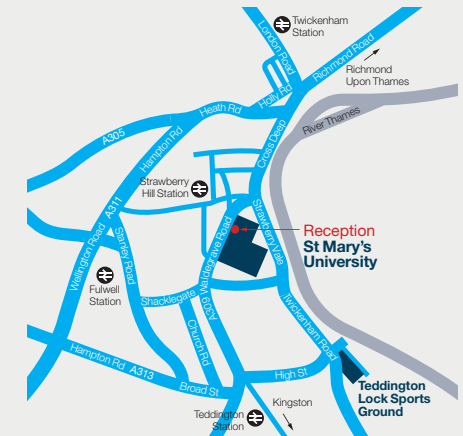 Twickenham
Station
London Road
Richmond Road
Richmond
Upon Thames
Holly Rd
Heath Rd
River Thames
A305
Hampton Rd
Cross Deep
Strawberry
Hill Station
A311
Wellington Road
Stanley Road
Waldegrave Road
Strawberry Vale
Reception
St Mary's
University
Fulwell
Station
Shacklegate
A309
Church Rd
Twickenham Road
Hampton Rd A313
Broad St
High St
Teddington
Lock Sports
Ground
Kingston
Teddington
Station